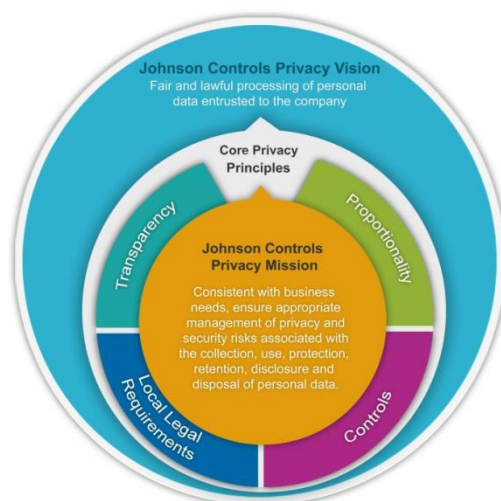 Johnson Controls Privacy Vision
Fair and lawful processing of personal
data entrusted to the company
Core Privacy
Principles
Transparency
Proportionality
Johnson Controls
Privacy Mission
Consistent with business
needs, ensure appropriate
management of privacy and
security risks associated with
the collection, use, protection,
retention, disclosure and
disposal of personal data.
Local Legal
Requirements
Controls